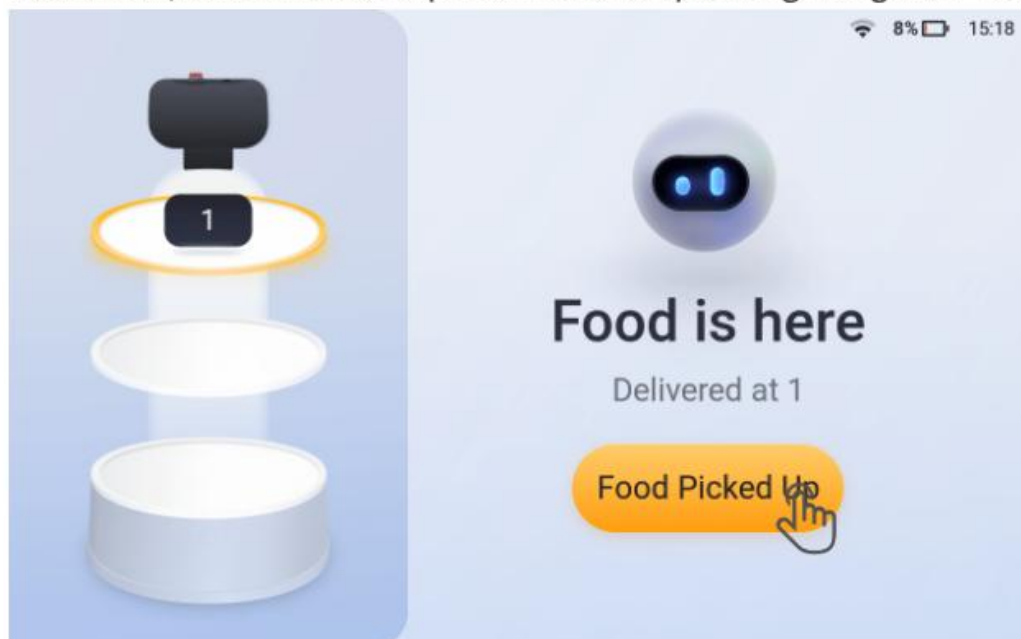 8% 15:18
1
Food is here
Delivered at 1
Food Picked Up